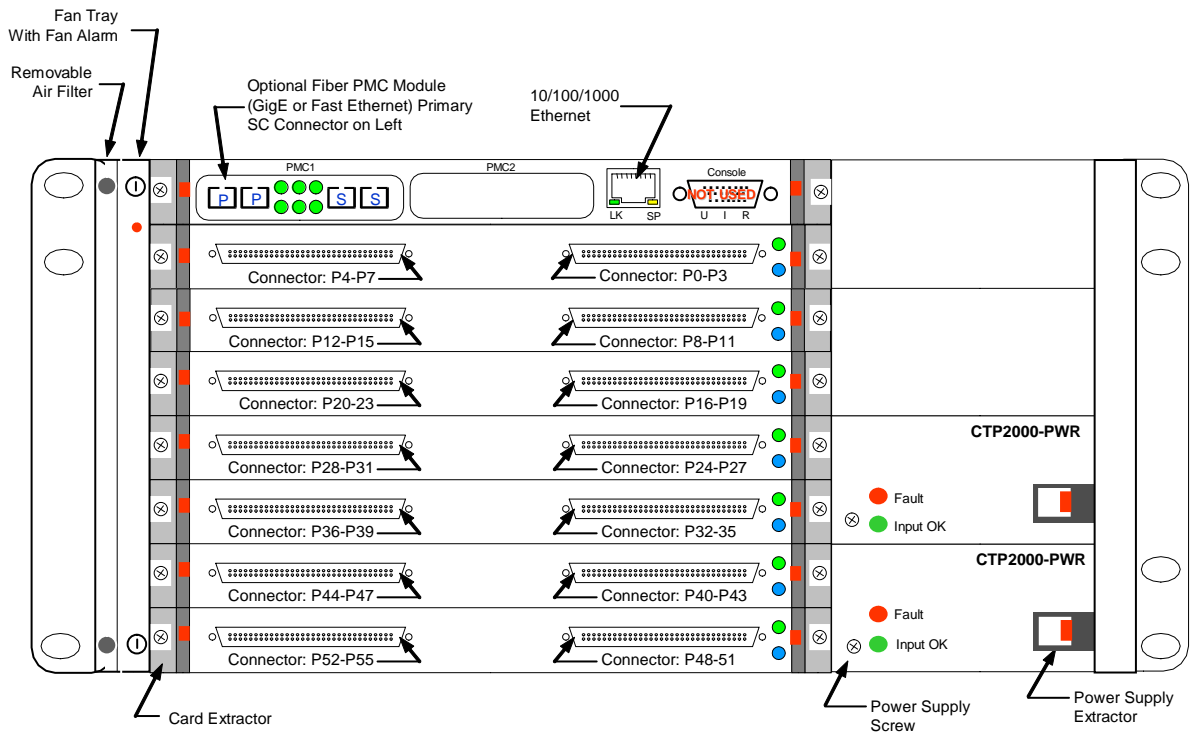 Fan Tray
With Fan Alarm
Removable
Air Filter
Optional Fiber PMC Module
(GigE or Fast Ethernet) Primary
SC Connector on Left
10/100/1000
Ethernet
PMC1
PMC2
Console
P P S S
NOT USED
LK SP
U I R
Connector: P4-P7
Connector: P0-P3
Connector: P12-P15
Connector: P8-P11
Connector: P20-23
Connector: P16-P19
Connector: P28-P31
Connector: P24-P27
CTP2000-PWR
Fault
Input OK
Connector: P36-P39
Connector: P32-35
Connector: P44-P47
Connector: P40-P43
CTP2000-PWR
Fault
Input OK
Connector: P52-P55
Connector: P48-51
Card Extractor
Power Supply
Screw
Power Supply
Extractor